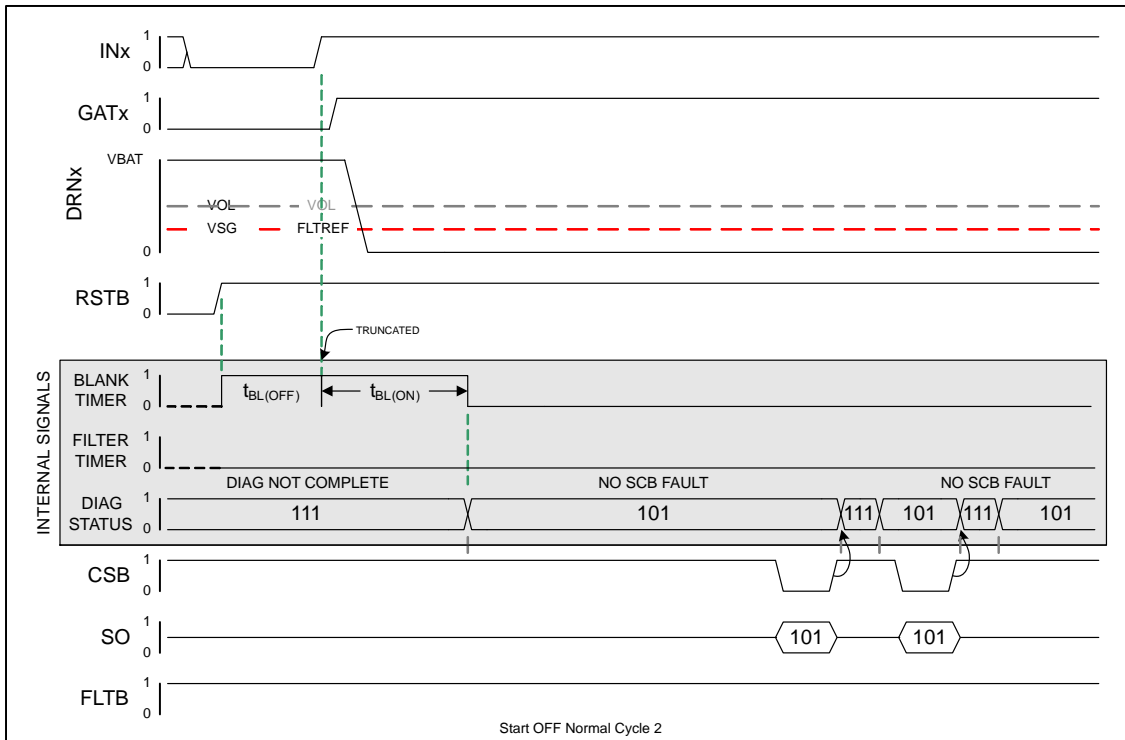 INx 1 0
GATx 1 0
DRNx VBAT 0
VOL VOL
VSG FLTREF
RSTB 1 0
TRUNCATED
INTERNAL SIGNALS
BLANK TIMER 1 0 tBL(OFF) tBL(ON)
FILTER TIMER 1 0
DIAG NOT COMPLETE NO SCB FAULT NO SCB FAULT
DIAG STATUS 1 0 111 101 111 101 111 101
CSB 1 0
SO 1 0 101 101
FLTB 1 0
Start OFF Normal Cycle 2